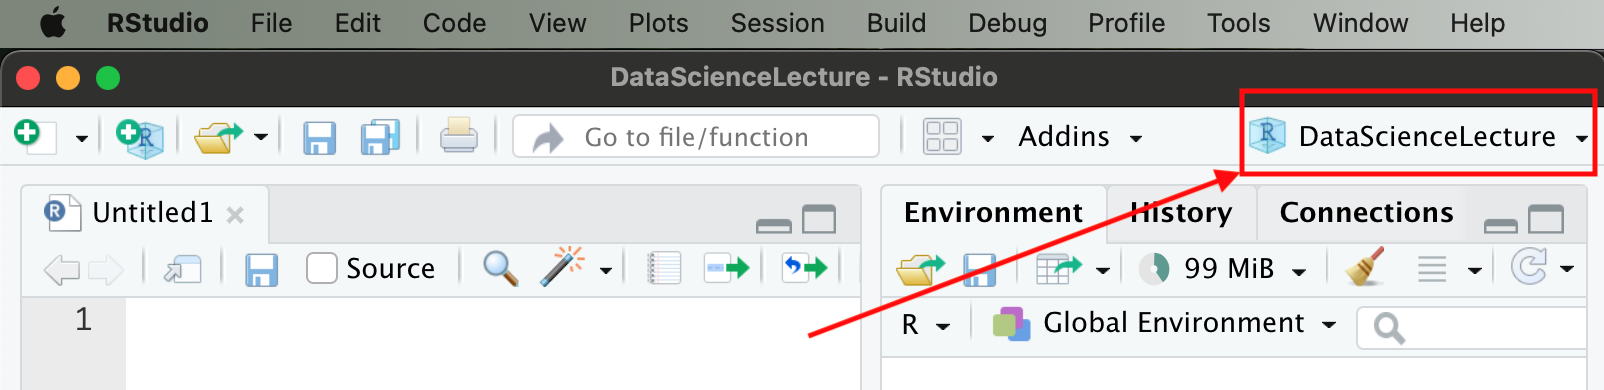 RStudio File Edit Code View Plots Session Build Debug Profile Tools Window Help
DataScienceLecture - RStudio
R Go to file/function Addins R DataScienceLecture
R Untitled1 Environment History Connections
Source 99 MiB
1 R Global Environment